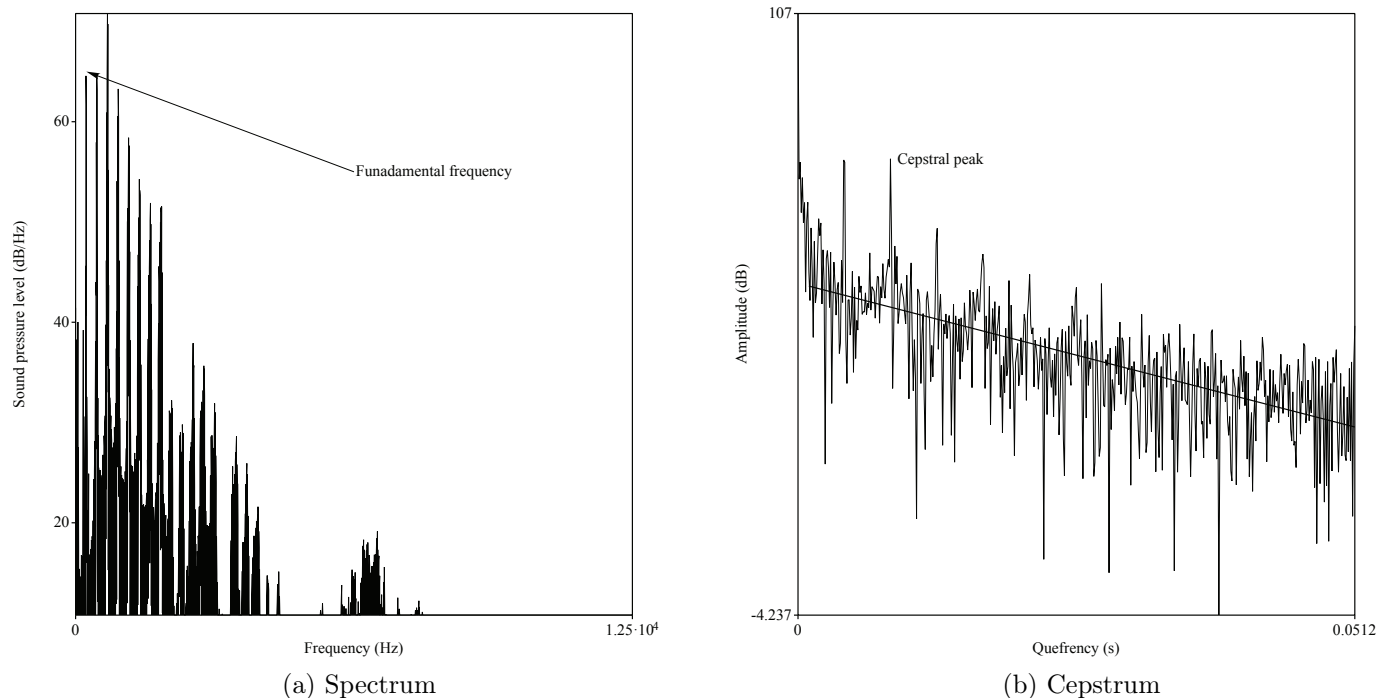 60
40
20
0
1.25·10⁴
Sound pressure level (dB/Hz)
Frequency (Hz)
Funadamental frequency
(a) Spectrum
107
-4.237
0
0.0512
Amplitude (dB)
Quefrency (s)
Cepstral peak
(b) Cepstrum